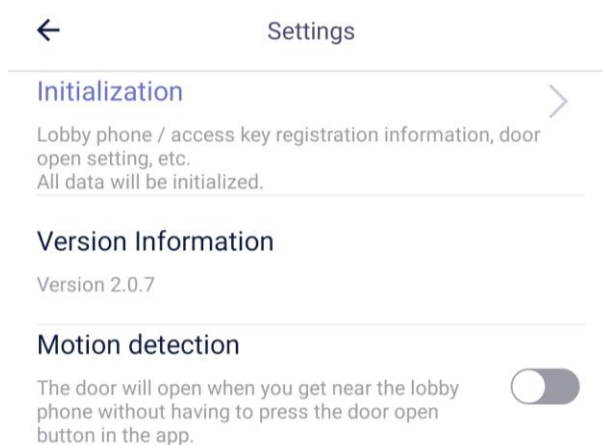 Settings
Initialization
Lobby phone / access key registration information, door
open setting, etc.
All data will be initialized.
Version Information
Version 2.0.7
Motion detection
The door will open when you get near the lobby
phone without having to press the door open
button in the app.